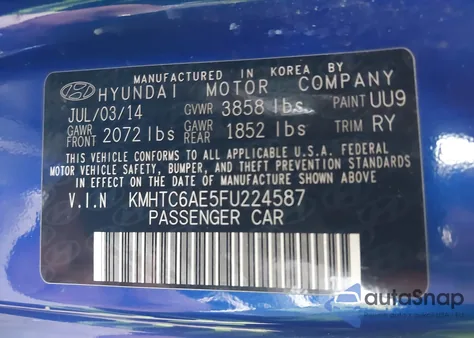 MANUFACTURED IN KOREA BY
HYUNDAI MOTOR COMPANY
JUL/03/14 GVWR 3858 lbs PAINT UU9
GAWR FRONT 2072 lbs GAWR REAR 1852 lbs TRIM RY
THIS VEHICLE CONFORMS TO ALL APPLICABLE U.S.A. FEDERAL
MOTOR VEHICLE SAFETY, BUMPER, AND THEFT PREVENTION STANDARDS
IN EFFECT ON THE DATE OF MANUFACTURE SHOWN ABOVE.
V.I.N KMHTC6AE5FU224587
PASSENGER CAR
autoSnap